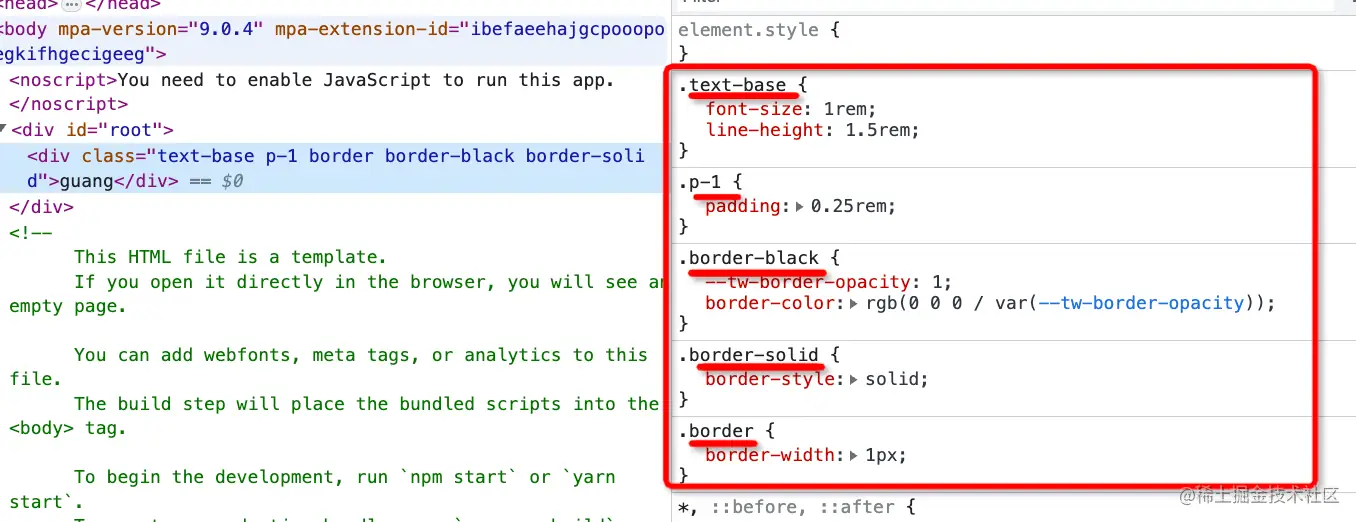 <head> ... </head>
<body mpa-version="9.0.4" mpa-extension-id="ibefaeehajgcpooopo
egkifhgecigeeg">
<noscript>You need to enable JavaScript to run this app.
</noscript>
<div id="root">
<div class="text-base p-1 border border-black border-soli
d">guang</div> == $0
</div>
<!--
This HTML file is a template.
If you open it directly in the browser, you will see an
empty page.
You can add webfonts, meta tags, or analytics to this
file.
The build step will place the bundled scripts into the
<body> tag.
To begin the development, run `npm start` or `yarn
start`.
element.style {
}
.text-base {
font-size: 1rem;
line-height: 1.5rem;
}
.p-1 {
padding: 0.25rem;
}
.border-black {
--tw-border-opacity: 1;
border-color: rgb(0 0 0 / var(--tw-border-opacity));
}
.border-solid {
border-style: solid;
}
.border {
border-width: 1px;
}
*, ::before, ::after {
@稀土掘金技术社区